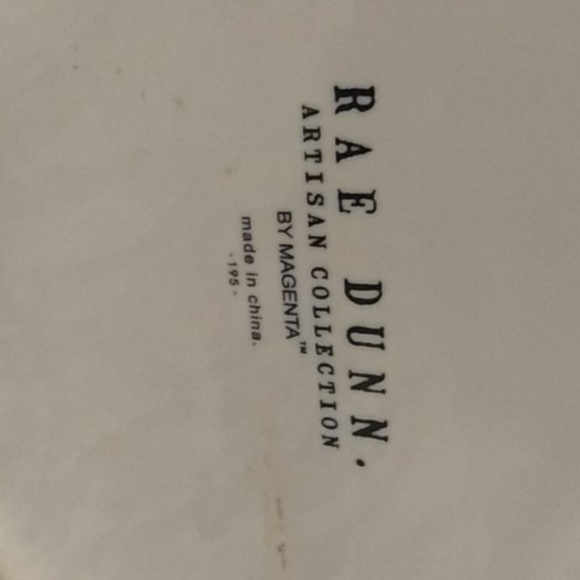 RAE DUNN.
ARTISAN COLLECTION
BY MAGENTA™
made in china.
-195-